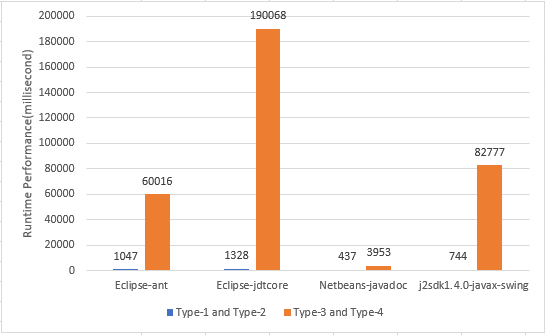 200000
180000
160000
140000
120000
100000
80000
60000
40000
20000
0
Runtime Performance(millisecond)
1047
60016
1328
190068
437
3953
744
82777
Eclipse-ant
Eclipse-jdtcore
Netbeans-javadoc
j2sdk1.4.0-javax-swing
Type-1 and Type-2
Type-3 and Type-4